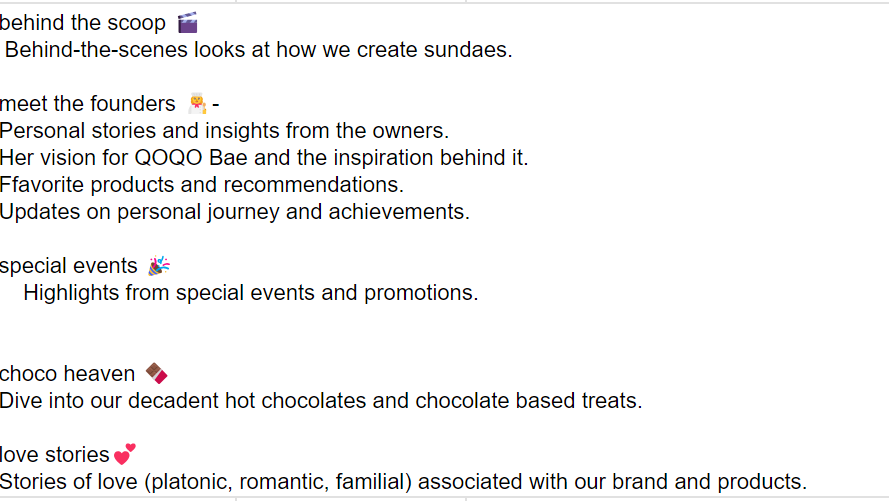 behind the scoop 🎬
Behind-the-scenes looks at how we create sundaes.
meet the founders 👩‍🍳 -
Personal stories and insights from the owners.
Her vision for QOQO Bae and the inspiration behind it.
Ffavorite products and recommendations.
Updates on personal journey and achievements.
special events 🎉
Highlights from special events and promotions.
choco heaven 🍫
Dive into our decadent hot chocolates and chocolate based treats.
love stories💕
Stories of love (platonic, romantic, familial) associated with our brand and products.